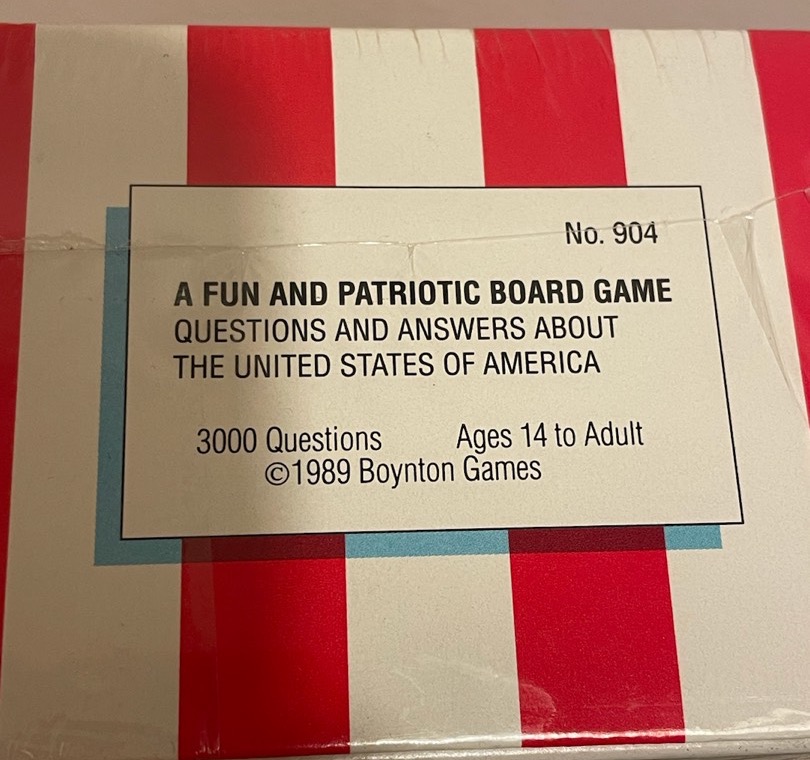 No. 904
A FUN AND PATRIOTIC BOARD GAME
QUESTIONS AND ANSWERS ABOUT
THE UNITED STATES OF AMERICA
3000 Questions Ages 14 to Adult
©1989 Boynton Games